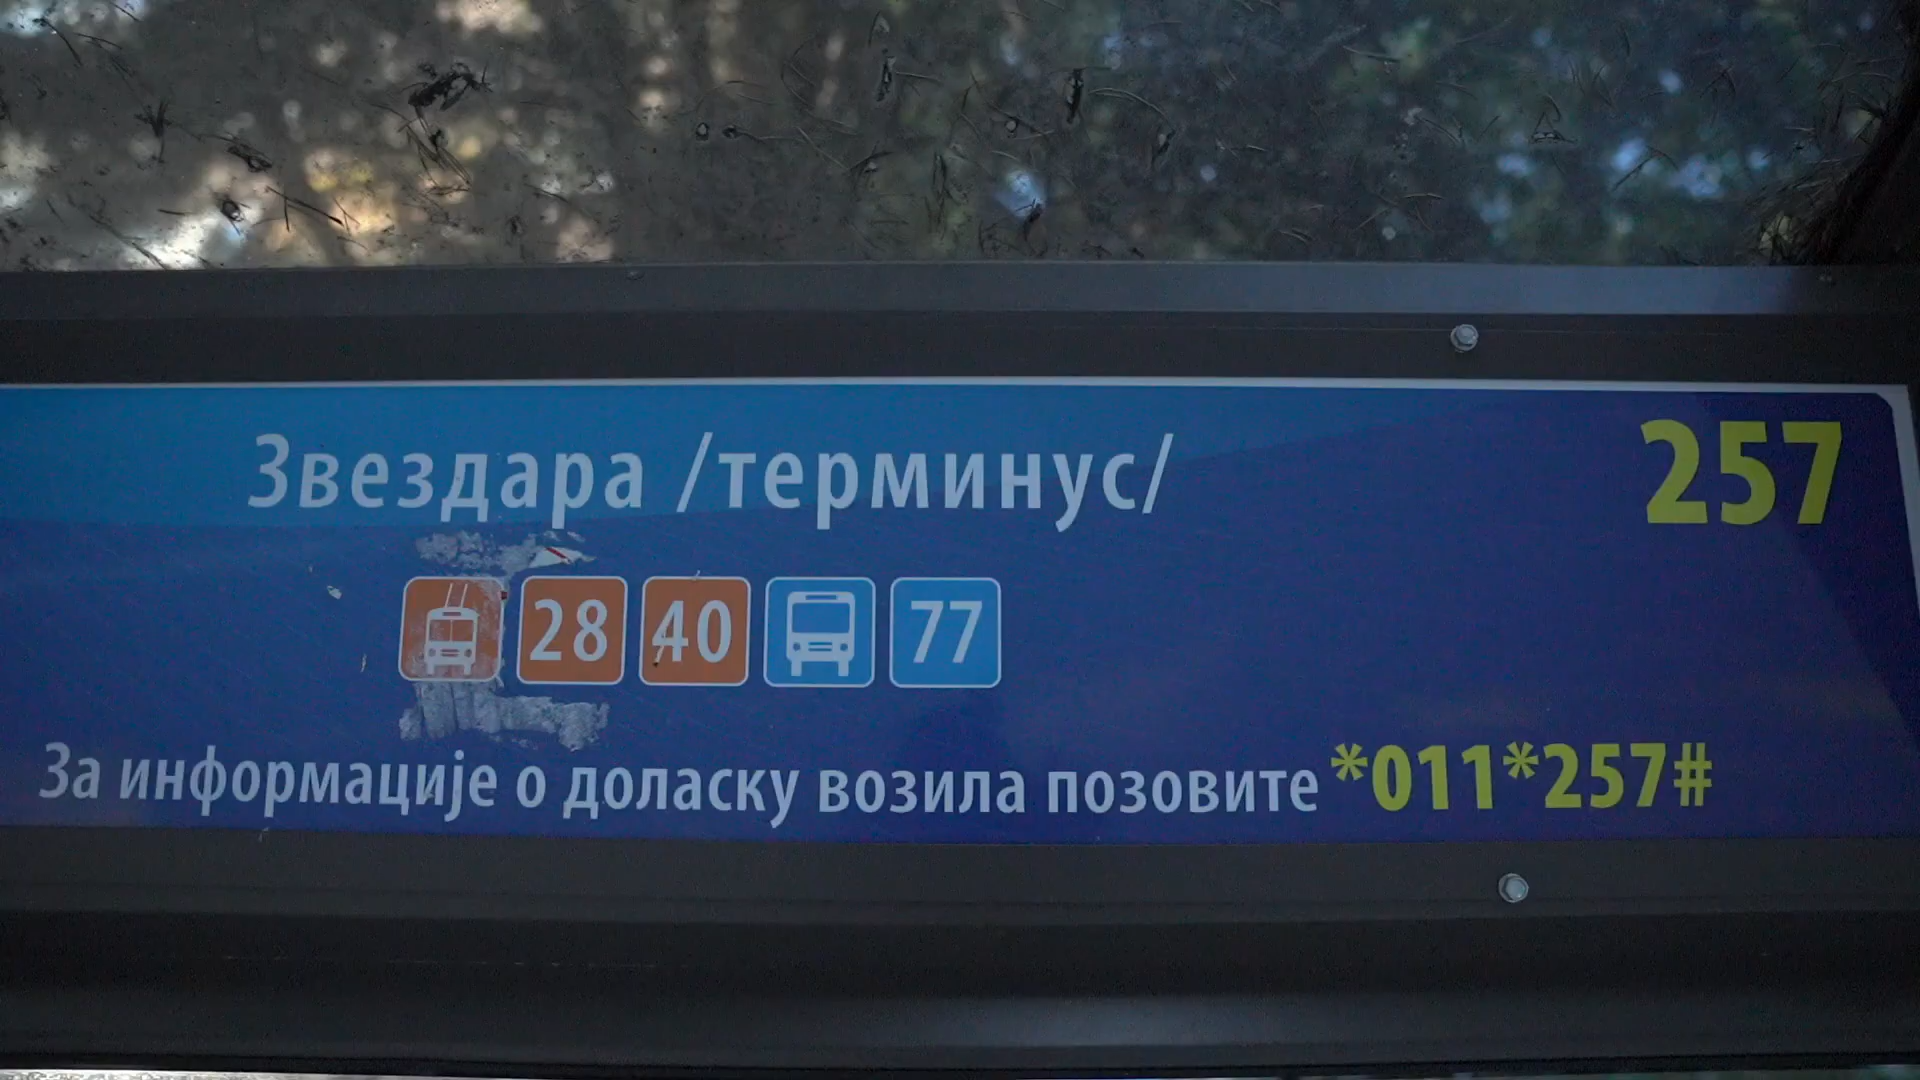 Звездара /терминус/ 257
28 40 77
За информације о доласку возила позовите *011*257#